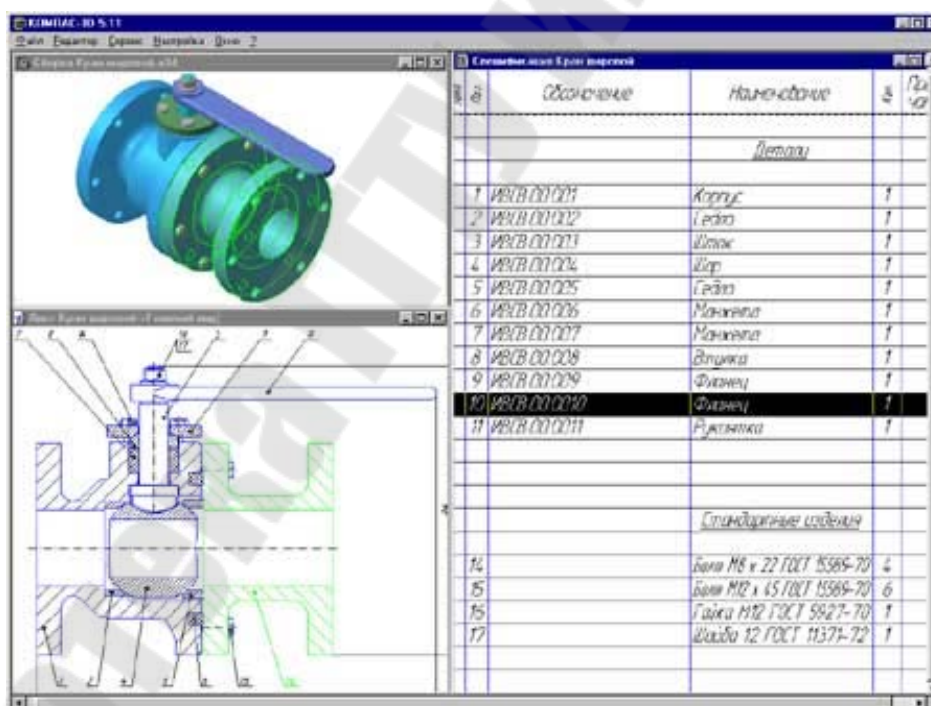 КОМПАС-3D 5.11
Файл Редактор Сервис Настройка Окно ?
Сборка Кран шаровой
Спецификация Кран шаровой
Обозначение Наименование
Детали
1 ИВСВ.00.001 Корпус 1
2 ИВСВ.00.002 Седло 1
3 ИВСВ.00.003 Шток 1
4 ИВСВ.00.004 Шар 1
5 ИВСВ.00.005 Седло 1
6 ИВСВ.00.006 Манжета 1
7 ИВСВ.00.007 Манжета 1
8 ИВСВ.00.008 Втулка 1
9 ИВСВ.00.009 Фланец 1
10 ИВСВ.00.0010 Фланец 1
11 ИВСВ.00.0011 Рукоятка 1
Стандартные изделия
14 Болт М8 х 22 ГОСТ 15589-70 4
15 Болт М12 х 45 ГОСТ 15589-70 6
16 Гайка М12 ГОСТ 5927-70 1
17 Шайба 12 ГОСТ 11371-72 1